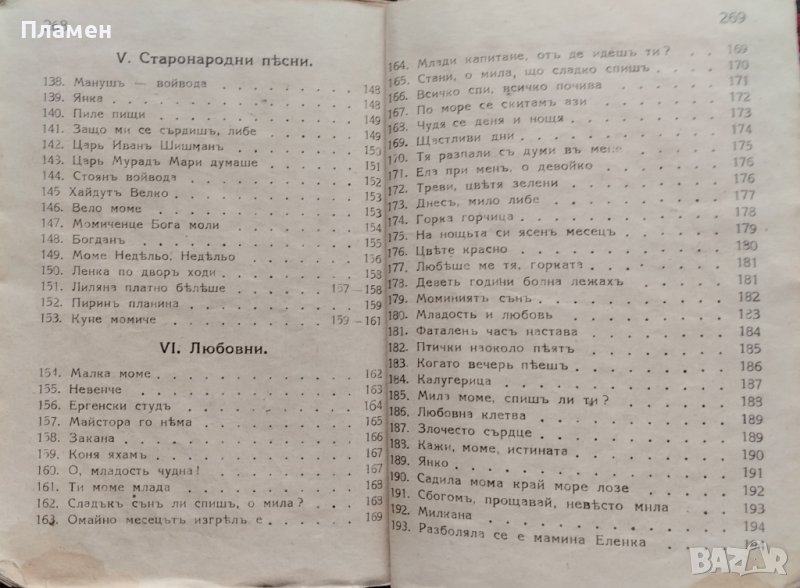 Пламен
268
V. Старонародни пѣсни.
138. Манушъ — войвода 148
139. Янка 148
140. Пиле пищи 149
141. Защо ми се сърдишъ, либе 149
142. Царь Иванъ Шишманъ 150
143. Царь Мурадъ Мари думаше 151
144. Стоянъ войвода 152
145 Хайдутъ Велко 153
146. Вело моме 153
147. Момиченце Бога моли 154
148. Богданъ 155
149. Моме Недѣльо, Недѣльо 155
150. Ленка по дворъ ходи 156
151. Лиляна платно бѣлѣше 157—158
152. Пиринъ планина 159
153. Куне момиче 159—161
VI. Любовни.
154. Малка моме 162
155. Невенче 163
156. Ергенски студъ 164
157. Майстора го нѣма 165
158. Закана 166
159. Коня яхамъ 167
160. О, младость чудна! 167
161. Ти моме млада 168
162. Сладъкъ сънъ ли спишъ, о мила? 168
163. Омайно месецътъ изгрѣлъ е 169
269
164. Млади капитане, отъ де идешъ ти? 169
165. Стани, о мила, що сладко спишъ 170
166. Всичко спи, всичко почива 171
167. По море се скитамъ ази 172
168. Чудя се деня и нощя 173
169. Щастливи дни 174
170. Тя разпали съ думи въ мене 175
171. Ела при менъ, о девойко 176
172. Треви, цвѣтя зелени 176
173. Днесъ, мило либе 177
174. Горка горчица 178
175. На нощьта си ясенъ месецъ 179
176. Цвѣте красно 180
177. Любѣше ме тя, горката 181
178. Деветь години болна лежахъ 181
179. Моминиятъ сънъ 182
180. Младость и любовь 183
181. Фаталенъ часъ настава 184
182. Птички изоколо пѣятъ 185
183. Когато вечерь пѣешъ 186
184. Калугерица 187
185. Мила моме, спишъ ли ти? 188
186. Любовна клетва 189
187. Злочесто сърдце 189
188. Кажи, моме, истината 190
189. Янко 191
190. Садила мома край море лозе 192
191. Сбогомъ, прощавай, невѣсто мила 193
192. Милкана 194
193. Разболяла се е мамина Еленка
БАZАР